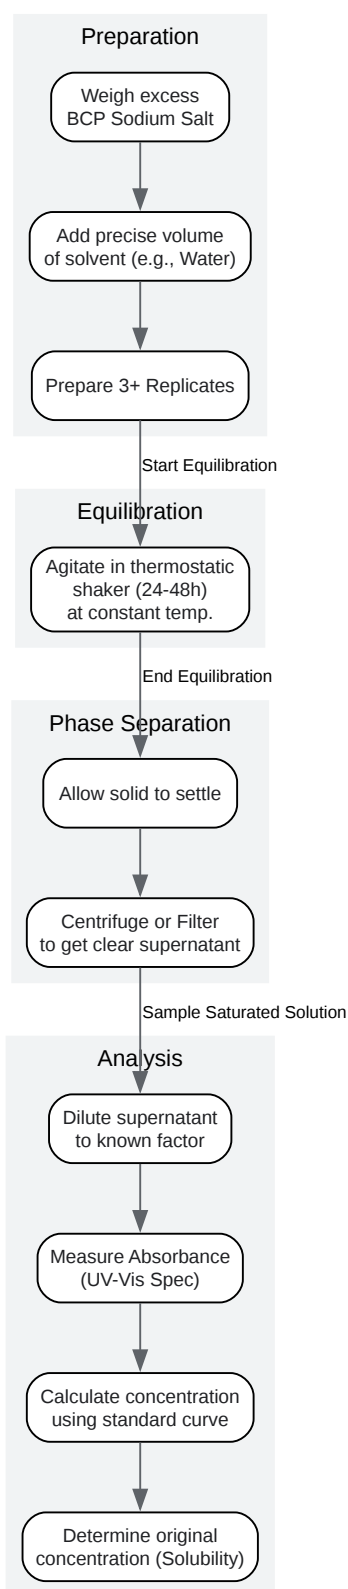 Preparation
Weigh excess
BCP Sodium Salt
Add precise volume
of solvent (e.g., Water)
Prepare 3+ Replicates
Start Equilibration
Equilibration
Agitate in thermostatic
shaker (24-48h)
at constant temp.
End Equilibration
Phase Separation
Allow solid to settle
Centrifuge or Filter
to get clear supernatant
Sample Saturated Solution
Analysis
Dilute supernatant
to known factor
Measure Absorbance
(UV-Vis Spec)
Calculate concentration
using standard curve
Determine original
concentration (Solubility)